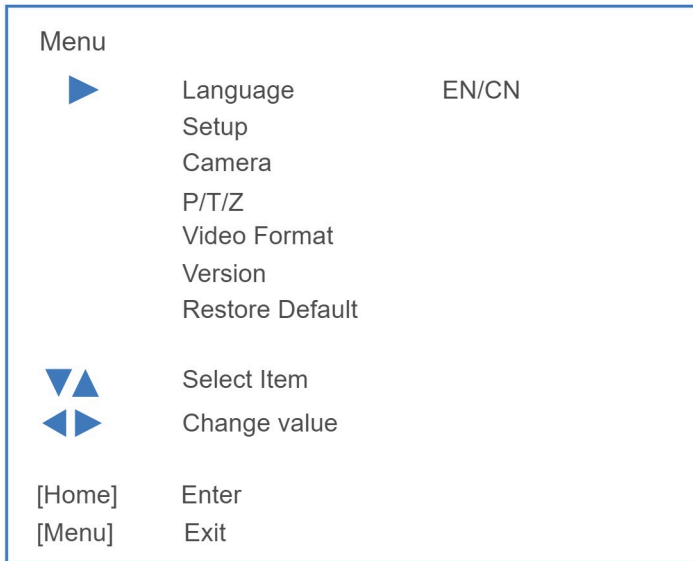 Menu
Language EN/CN
Setup
Camera
P/T/Z
Video Format
Version
Restore Default
Select Item
Change value
[Home] Enter
[Menu] Exit